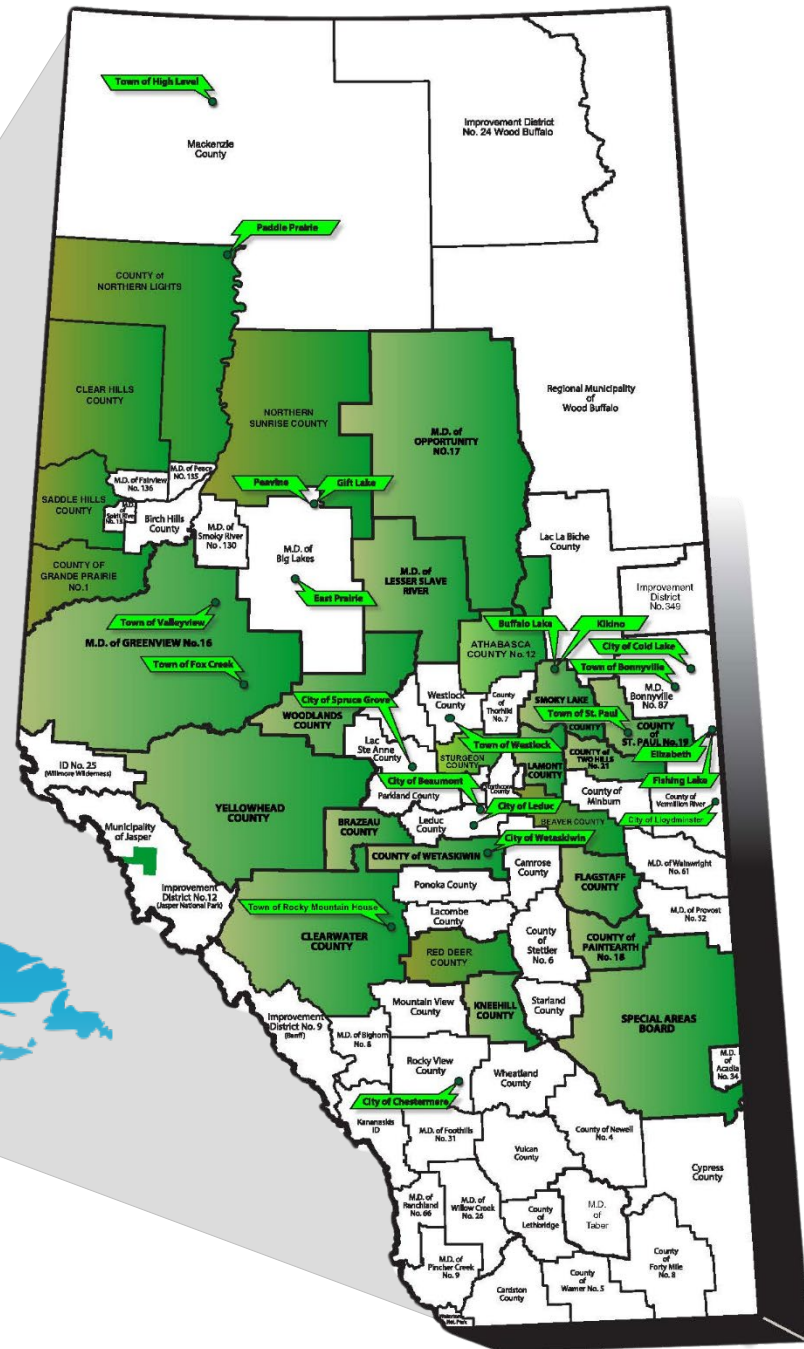 Town of High Level
Mackenzie
County
Improvement District
No. 24 Wood Buffalo
Paddle Prairie
COUNTY of
NORTHERN LIGHTS
CLEAR HILLS
COUNTY
NORTHERN
SUNRISE COUNTY
M.D. of
OPPORTUNITY
NO.17
Regional Municipality
of
Wood Buffalo
M.D. of Fairview
No. 136
M.D. of Peace
No. 135
SADDLE HILLS
COUNTY
M.D.
of
Spirit River
Birch Hills
County
M.D. of
Smoky River
No. 130
Peavine
Gift Lake
M.D. of
Big Lakes
East Prairie
M.D. of
LESSER SLAVE
RIVER
Lac La Biche
County
COUNTY OF
GRANDE PRAIRIE
NO.1
Improvement
District
No.349
Town of Valleyview
M.D. of GREENVIEW No. 16
Town of Fox Creek
Buffalo Lake
Kikino
ATHABASCA
COUNTY No. 12
City of Cold Lake
Town of Bonnyville
M.D.
Bonnyville
No. 87
City of Spruce Grove
WOODLANDS
COUNTY
Westlock
County
County
of
Thorhild
No. 7
SMOKY LAKE
COUNTY
Town of St. Paul
COUNTY
of
ST. PAUL No.19
Town of Westlock
Lac
Ste Anne
County
STURGEON
COUNTY
LAMONT
COUNTY
COUNTY of
TWO HILLS
No. 21
Elizabeth
Fishing Lake
ID No. 25
(Willmore Wilderness)
YELLOWHEAD
COUNTY
City of Beaumont
Parkland County
County
City of Leduc
County of
Minburn
County of
Vermilion River
City of Lloydminster
Municipality
of Jasper
BRAZEAU
COUNTY
Leduc
County
BEAVER COUNTY
City of Wetaskiwin
COUNTY of WETASKIWIN
Camrose
County
M.D. of Wainwright
No. 61
Improvement
District No.12
(Jasper National Park)
Ponoka County
FLAGSTAFF
COUNTY
Town of Rocky Mountain House
CLEARWATER
COUNTY
Lacombe
County
County
of
Stettler
No. 6
M.D. of Provost
No. 52
COUNTY of
PAINTEARTH
No. 18
RED DEER
COUNTY
Mountain View
County
KNEEHILL
COUNTY
Starland
County
SPECIAL AREAS
BOARD
Improvement
District No. 9
(Banff)
M.D. of Bighorn
No. 8
M.D.
of
Acadia
No. 34
Rocky View
County
Wheatland
County
City of Chestermere
Kananaskis
ID
M.D. of Foothills
No. 31
County of Newell
No. 4
Vulcan
County
Cypress
County
M.D. of
Ranchland
No. 66
M.D. of
Willow Creek
No. 26
County
of
Lethbridge
M.D.
of
Taber
M.D. of
Pincher Creek
No. 9
County
of
Forty Mile
No. 8
Cardston
County
County
of
Warner No. 5
Nat. Park